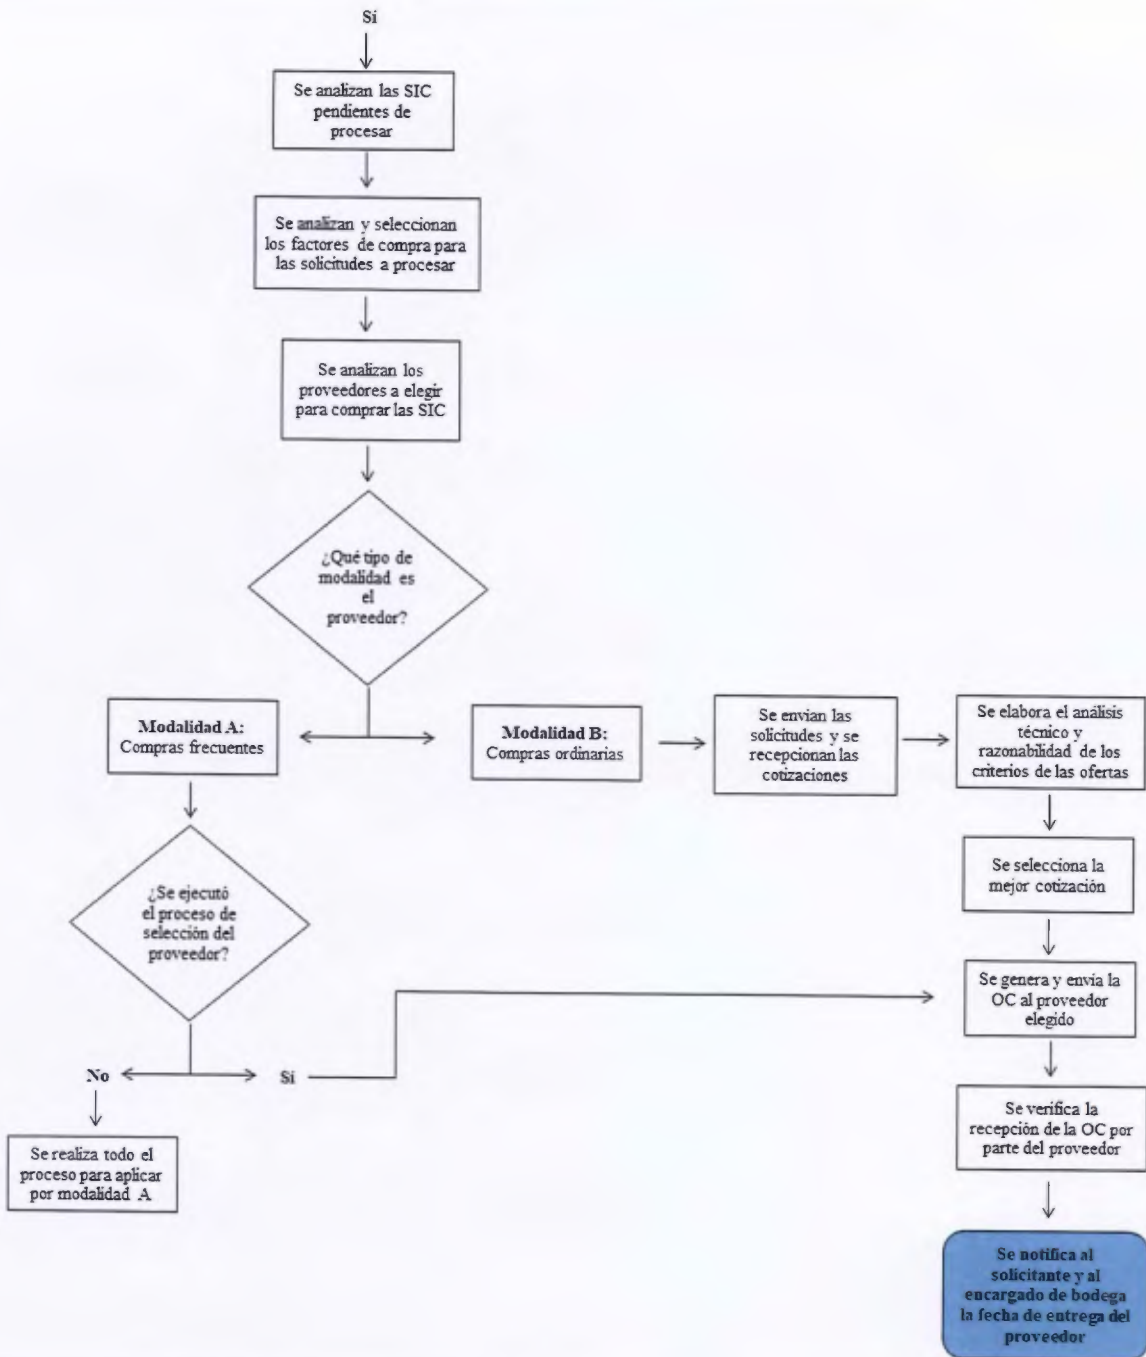 Sí
Se analizan las SIC
pendientes de
procesar
Se analizan y seleccionan
los factores de compra para
las solicitudes a procesar
Se analizan los
proveedores a elegir
para comprar las SIC
¿Qué tipo de
modalidad es
el
proveedor?
Modalidad A:
Compras frecuentes
Modalidad B:
Compras ordinarias
Se envian las
solicitudes y se
recepcionan las
cotizaciones
Se elabora el análisis
técnico y
razonabilidad de los
criterios de las ofertas
Se selecciona la
mejor cotización
¿Se ejecutó
el proceso de
selección del
proveedor?
Se genera y envía la
OC al proveedor
elegido
No
Sí
Se verifica la
recepción de la OC por
parte del proveedor
Se realiza todo el
proceso para aplicar
por modalidad A
Se notifica al
solicitante y al
encargado de bodega
la fecha de entrega del
proveedor